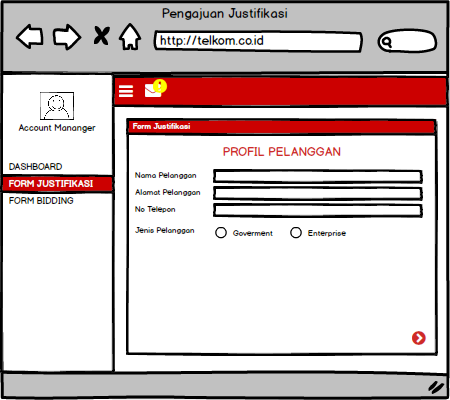 Pengajuan Justifikasi
http://telkom.co.id
Account Mananger
DASHBOARD
FORM JUSTIFIKASI
FORM BIDDING
Form Justifikasi
PROFIL PELANGGAN
Nama Pelanggan
Alamat Pelanggan
No Telepon
Jenis Pelanggan
Goverment
Enterprise